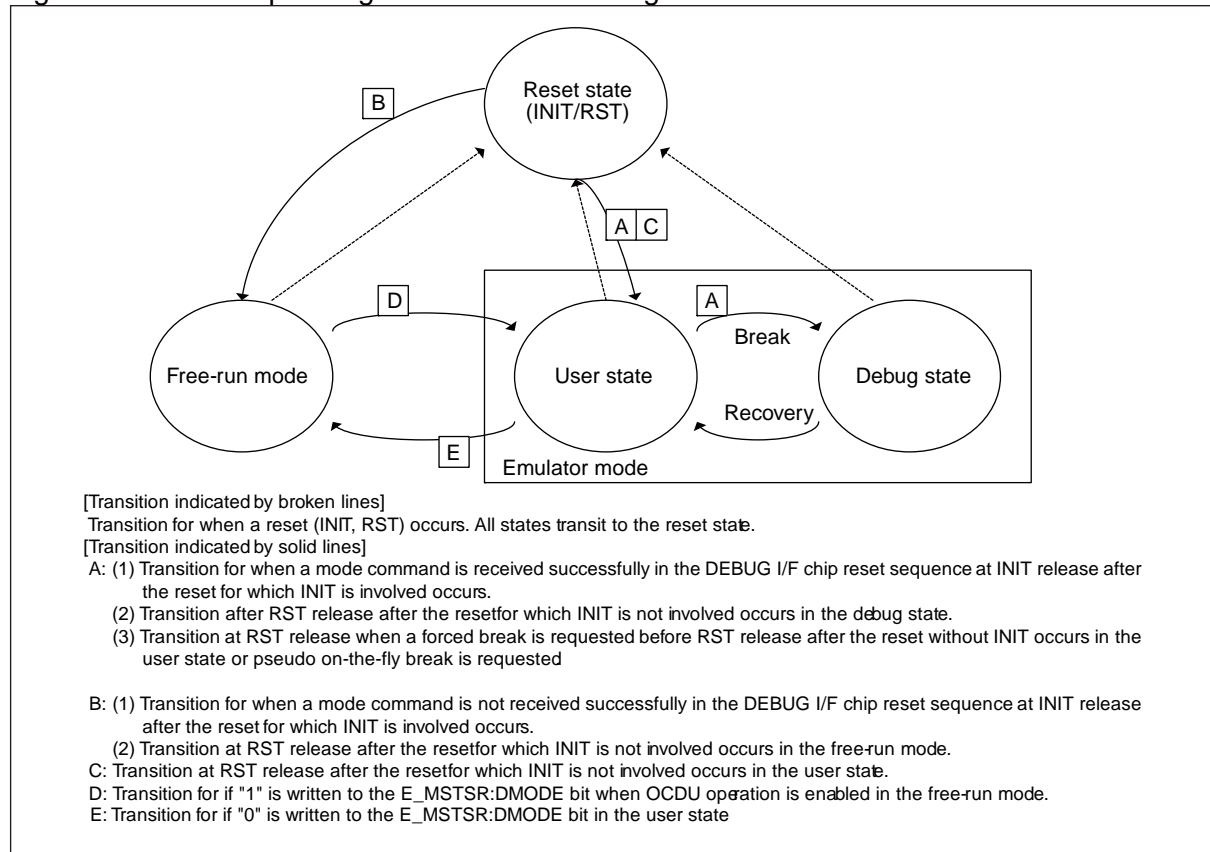 Reset state
(INIT/RST)
B
A C
D
A
Break
Free-run mode
User state
Debug state
Recovery
E
Emulator mode
[Transition indicated by broken lines]
Transition for when a reset (INIT, RST) occurs. All states transit to the reset state.
[Transition indicated by solid lines]
A: (1) Transition for when a mode command is received successfully in the DEBUG I/F chip reset sequence at INIT release after
the reset for which INIT is involved occurs.
(2) Transition after RST release after the resetfor which INIT is not involved occurs in the debug state.
(3) Transition at RST release when a forced break is requested before RST release after the reset without INIT occurs in the
user state or pseudo on-the-fly break is requested
B: (1) Transition for when a mode command is not received successfully in the DEBUG I/F chip reset sequence at INIT release
after the reset for which INIT is involved occurs.
(2) Transition at RST release after the resetfor which INIT is not involved occurs in the free-run mode.
C: Transition at RST release after the resetfor which INIT is not involved occurs in the user state.
D: Transition for if "1" is written to the E_MSTSR:DMODE bit when OCDU operation is enabled in the free-run mode.
E: Transition for if "0" is written to the E_MSTSR:DMODE bit in the user state